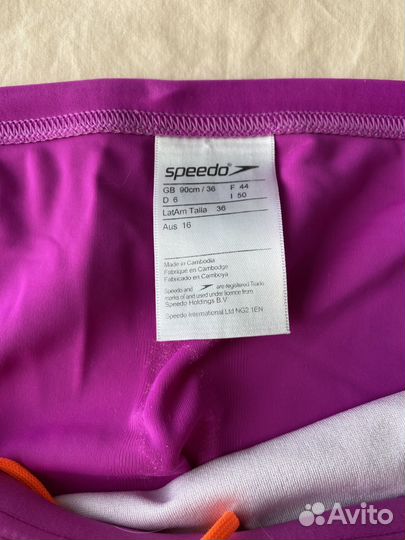 speedo
GB 90cm / 36 F 44
D 6 I 50
LatAm Talla 36
Aus 16
Made in Cambodia
Fabriqué en Cambodge
Fabricado en Camboya
Speedo and are registered Trade
marks of and used under licence from
Speedo Holdings B.V
Speedo International Ltd NG2 1EN
Avito